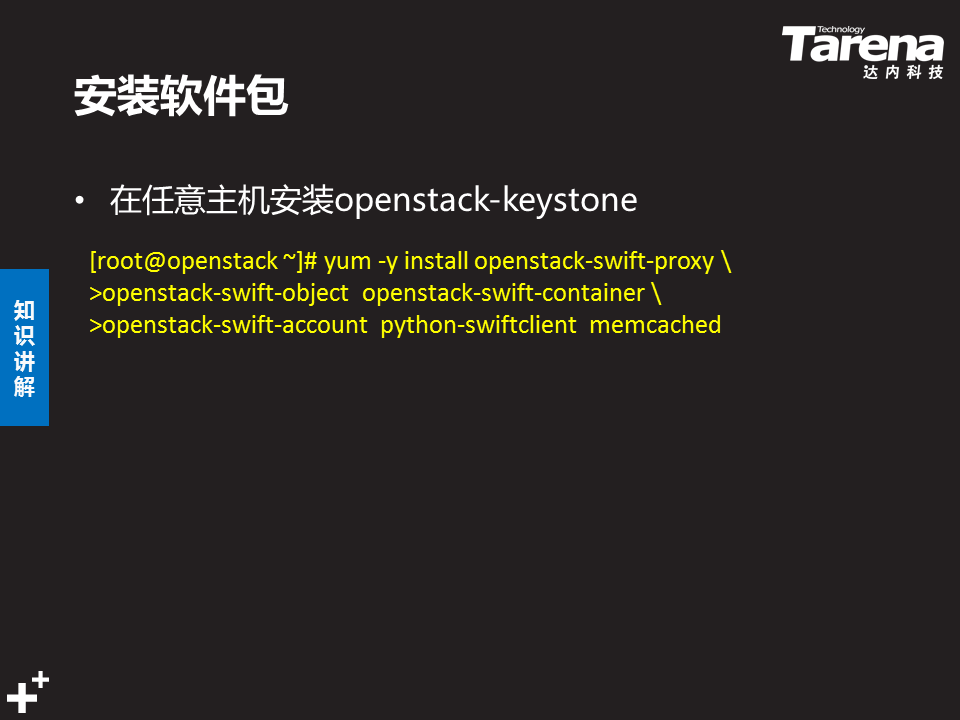 Technology
Tarena
达内科技
安装软件包
• 在任意主机安装openstack-keystone
[root@openstack ~]# yum -y install openstack-swift-proxy \
>openstack-swift-object openstack-swift-container \
>openstack-swift-account python-swiftclient memcached
知识讲解